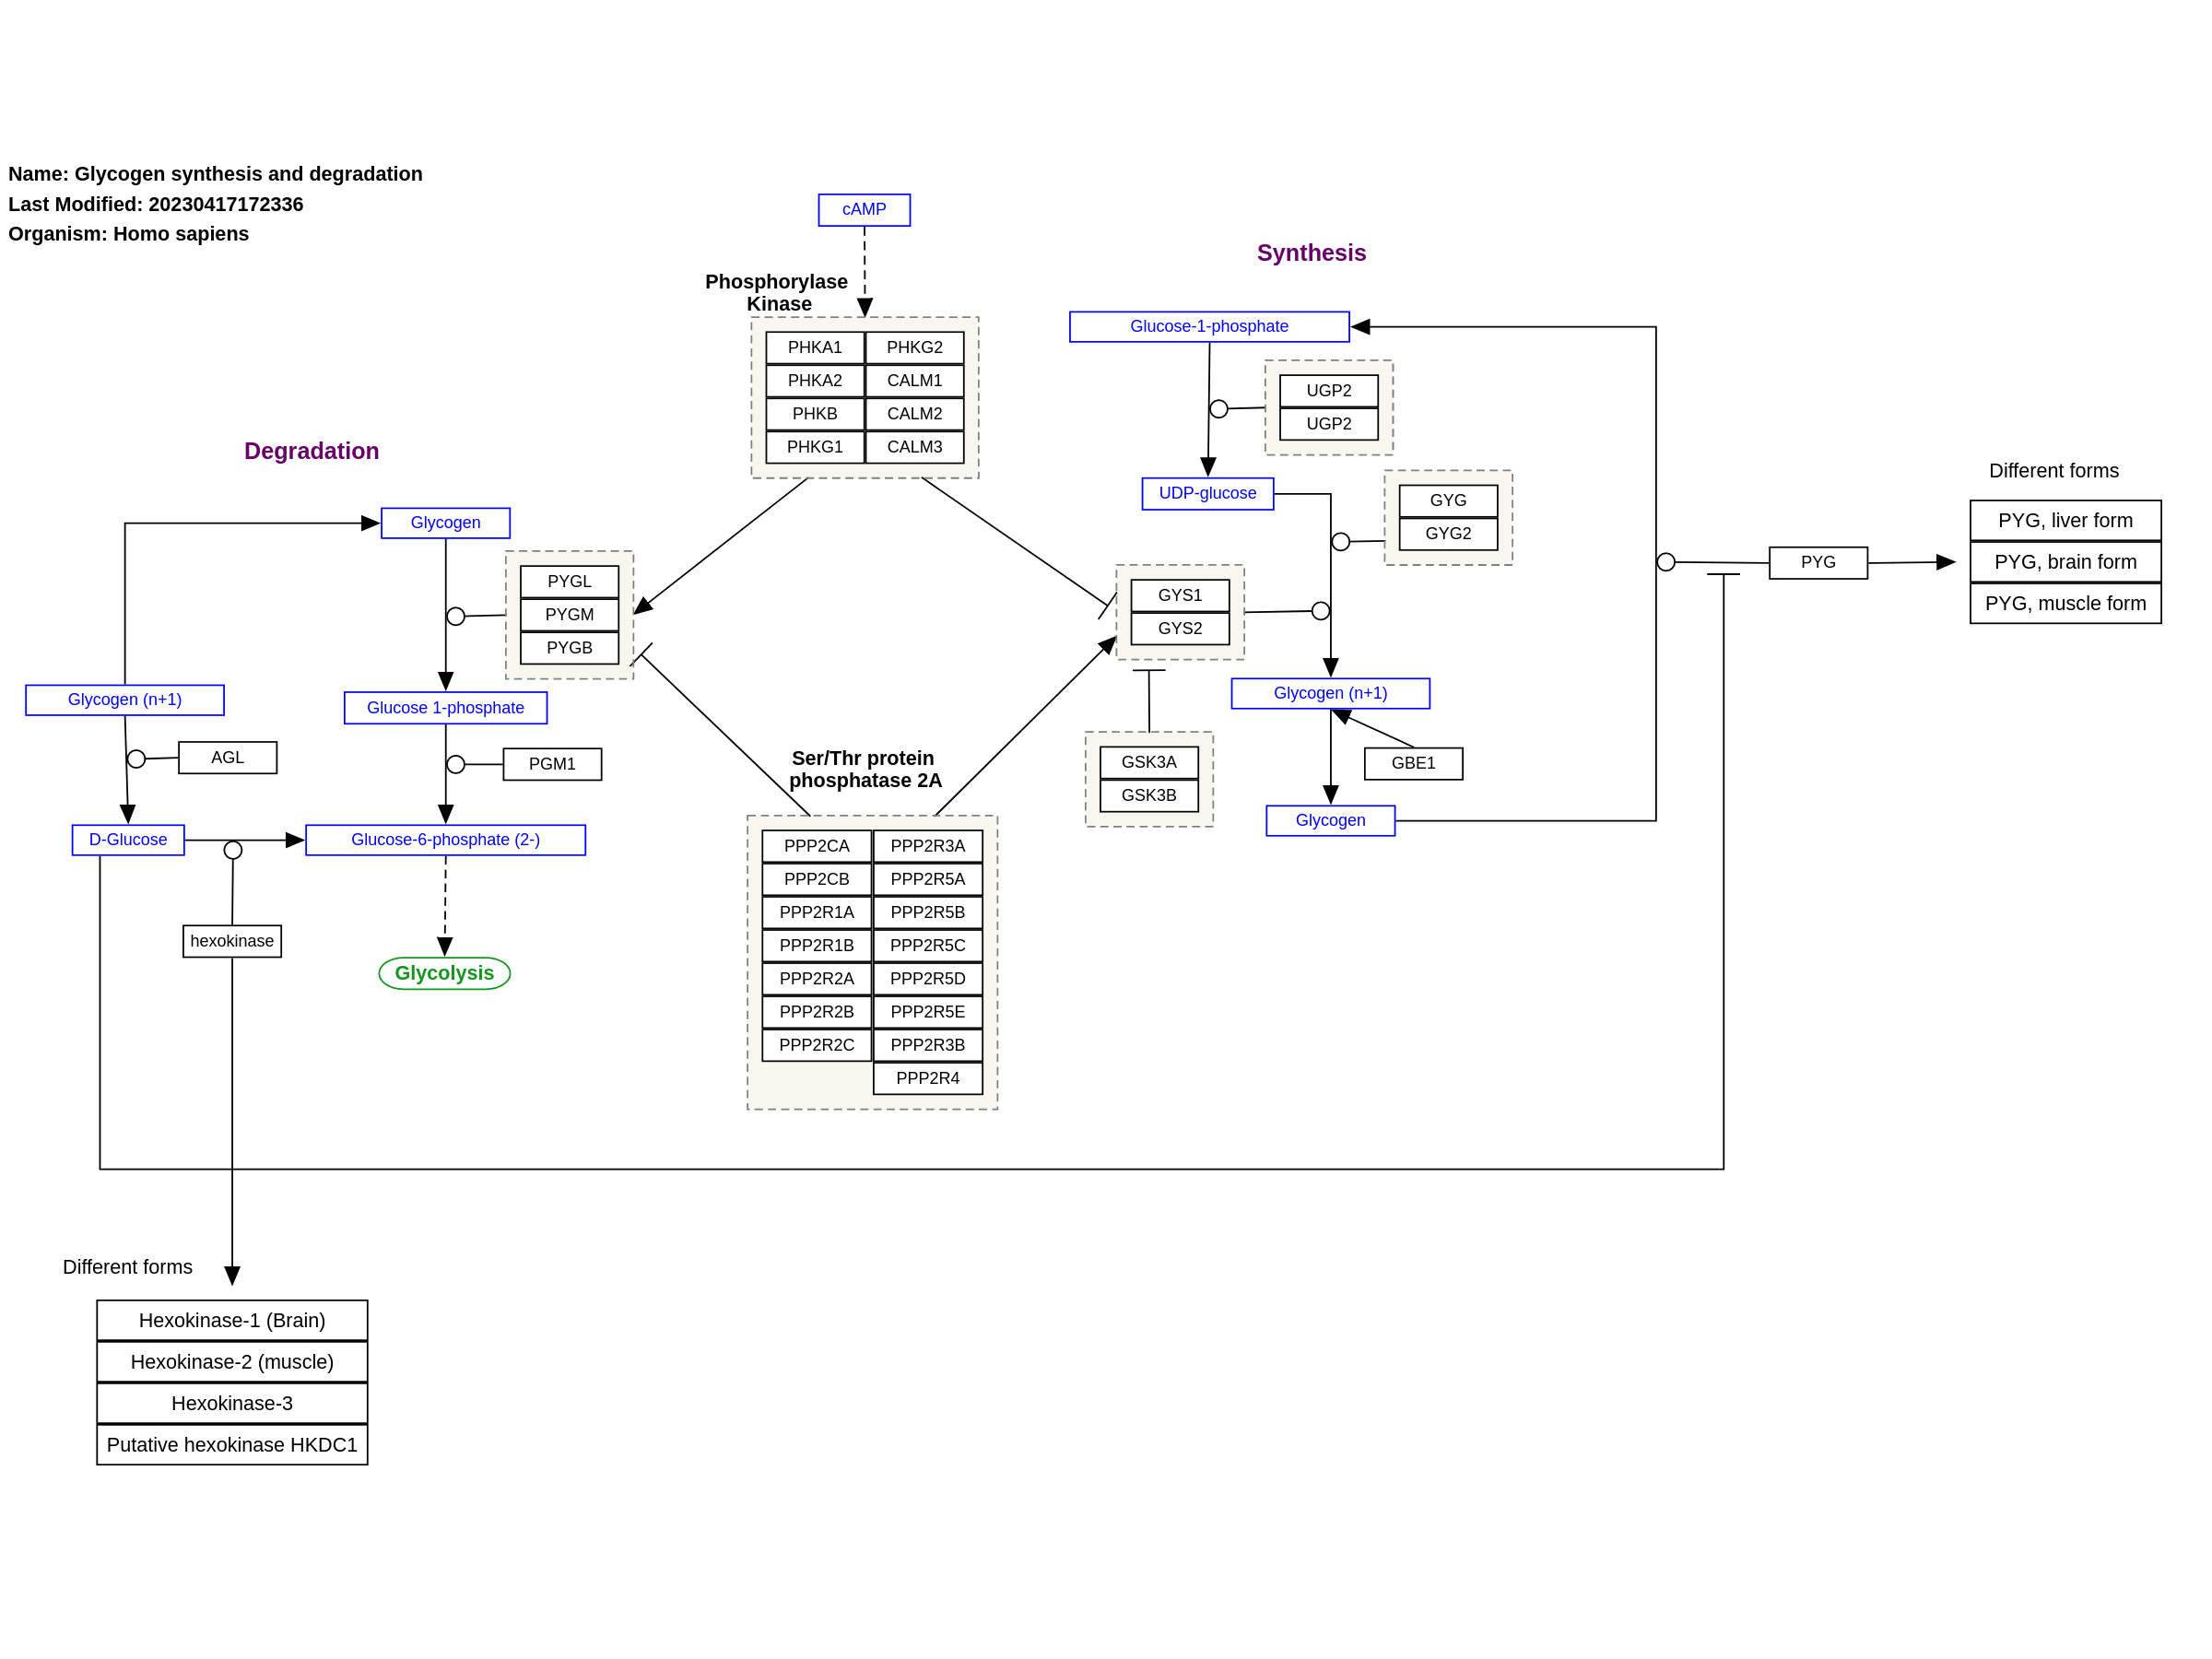 Name: Glycogen synthesis and degradation
Last Modified: 20230417172336
Organism: Homo sapiens
cAMP
Phosphorylase
Kinase
PHKA1
PHKG2
PHKA2
CALM1
PHKB
CALM2
PHKG1
CALM3
Synthesis
Glucose-1-phosphate
UGP2
UGP2
UDP-glucose
GYG
GYG2
GYS1
GYS2
Glycogen (n+1)
GSK3A
GSK3B
GBE1
Glycogen
PYG
Different forms
PYG, liver form
PYG, brain form
PYG, muscle form
Degradation
Glycogen
PYGL
PYGM
PYGB
Glycogen (n+1)
Glucose 1-phosphate
AGL
PGM1
D-Glucose
Glucose-6-phosphate (2-)
hexokinase
Glycolysis
Ser/Thr protein
phosphatase 2A
PPP2CA
PPP2R3A
PPP2CB
PPP2R5A
PPP2R1A
PPP2R5B
PPP2R1B
PPP2R5C
PPP2R2A
PPP2R5D
PPP2R2B
PPP2R5E
PPP2R2C
PPP2R3B
PPP2R4
Different forms
Hexokinase-1 (Brain)
Hexokinase-2 (muscle)
Hexokinase-3
Putative hexokinase HKDC1